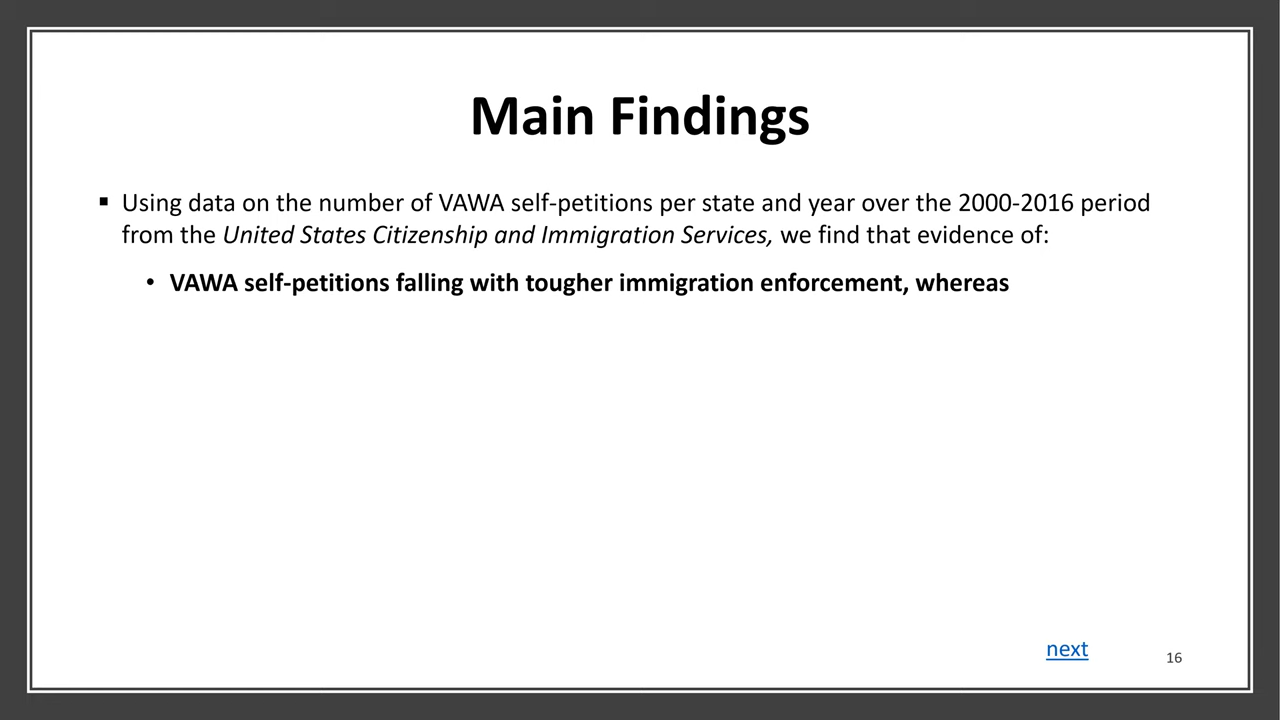 Main Findings
▪ Using data on the number of VAWA self-petitions per state and year over the 2000-2016 period
from the United States Citizenship and Immigration Services, we find that evidence of:
• VAWA self-petitions falling with tougher immigration enforcement, whereas
next
16